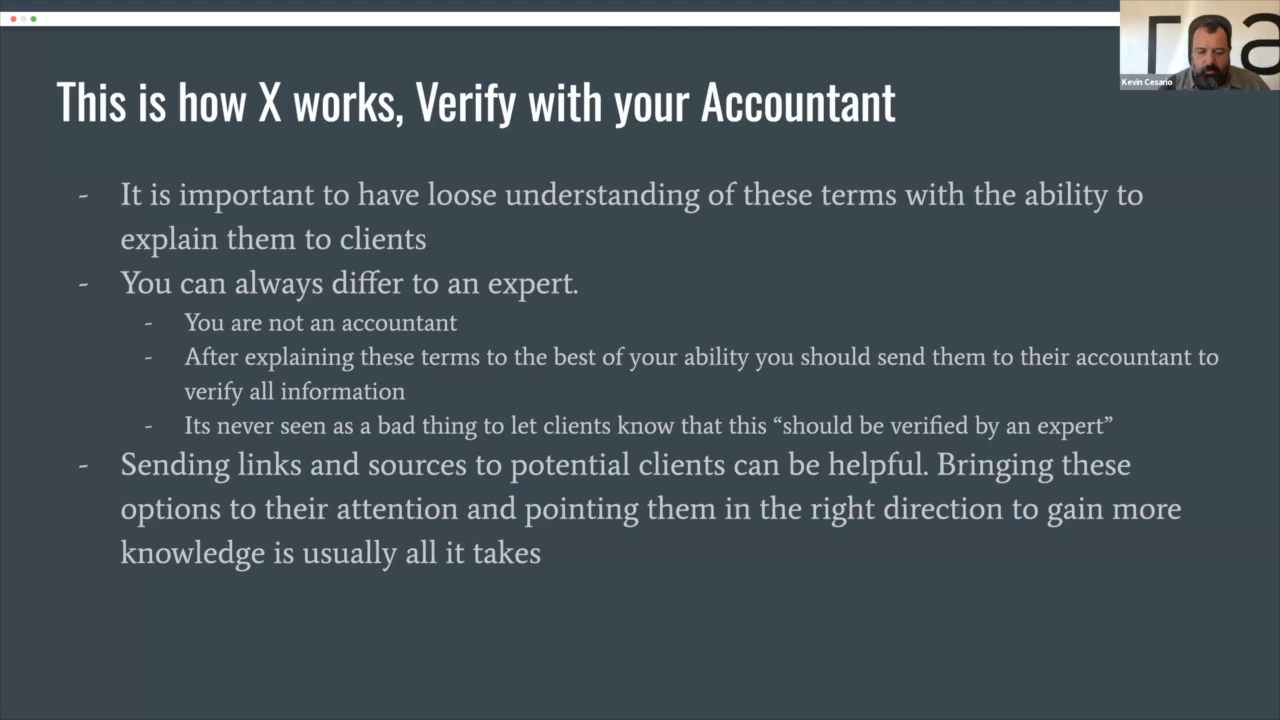 This is how X works, Verify with your Accountant
- It is important to have loose understanding of these terms with the ability to
explain them to clients
- You can always differ to an expert.
- You are not an accountant
- After explaining these terms to the best of your ability you should send them to their accountant to
verify all information
- Its never seen as a bad thing to let clients know that this “should be verified by an expert”
- Sending links and sources to potential clients can be helpful. Bringing these
options to their attention and pointing them in the right direction to gain more
knowledge is usually all it takes
Kevin Cesario